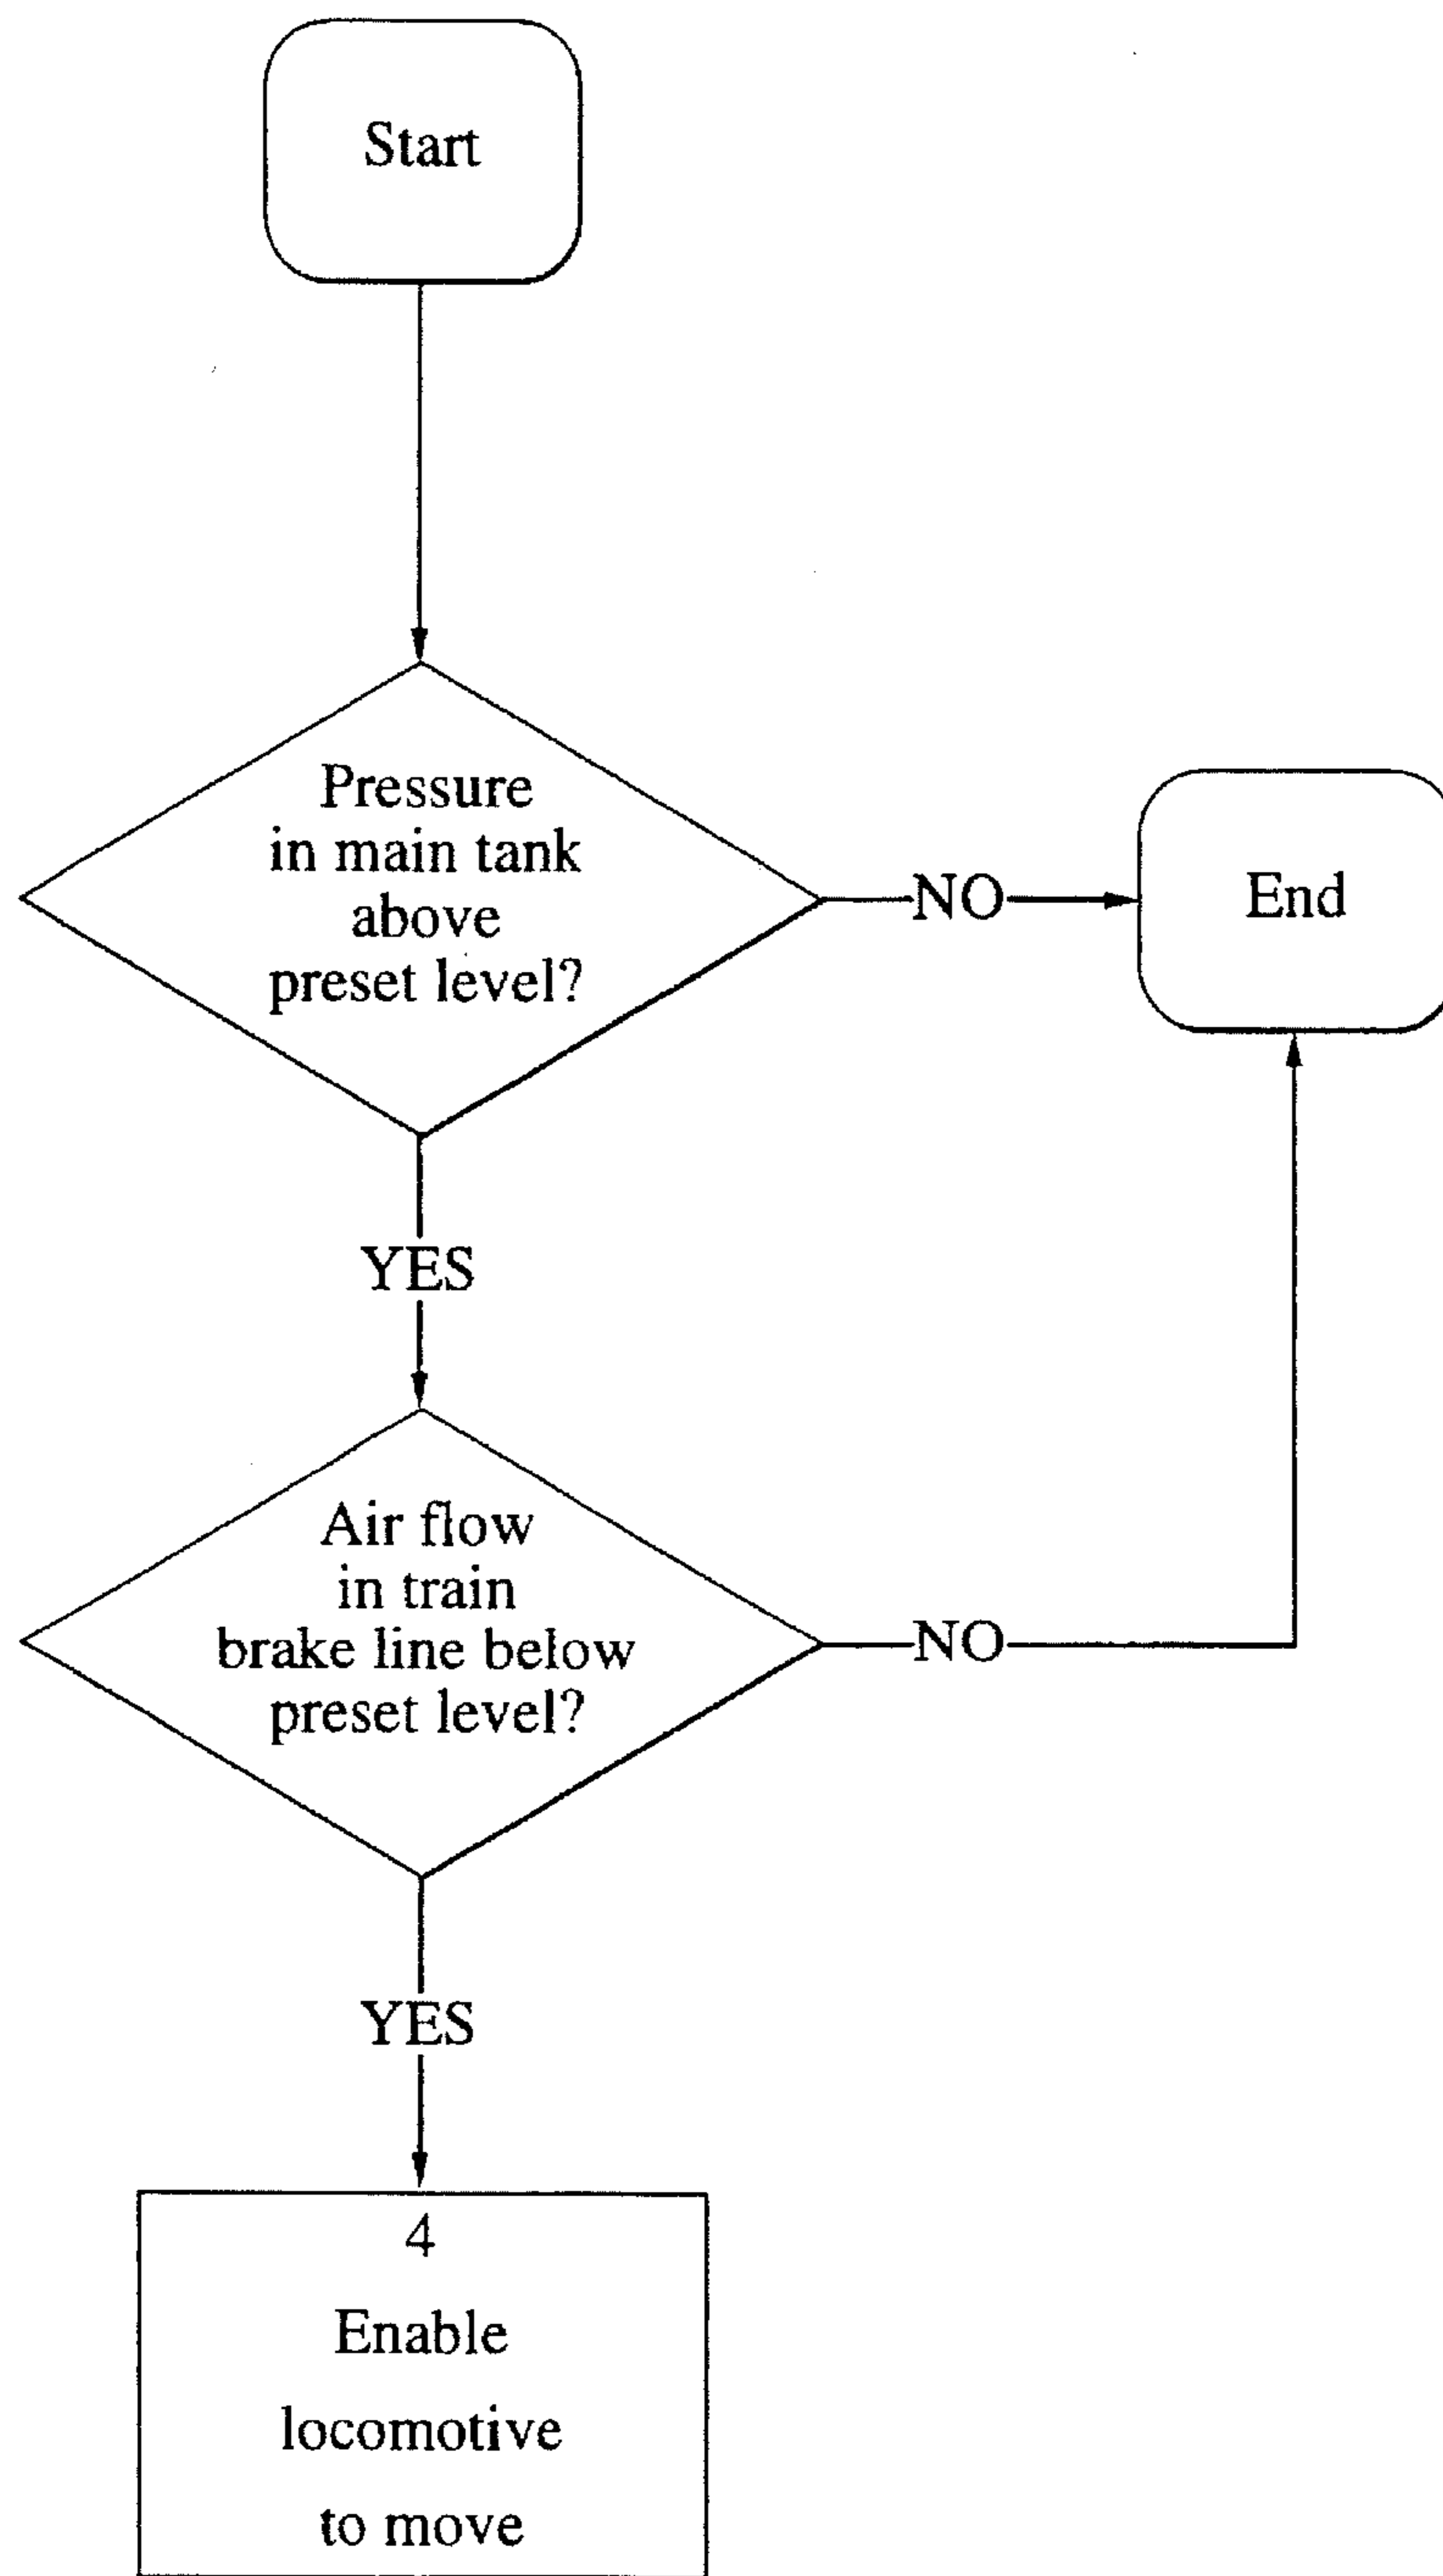 Start
Pressure
in main tank
above
preset level?
NO
End
YES
Air flow
in train
brake line below
preset level?
NO
YES
4
Enable
locomotive
to move